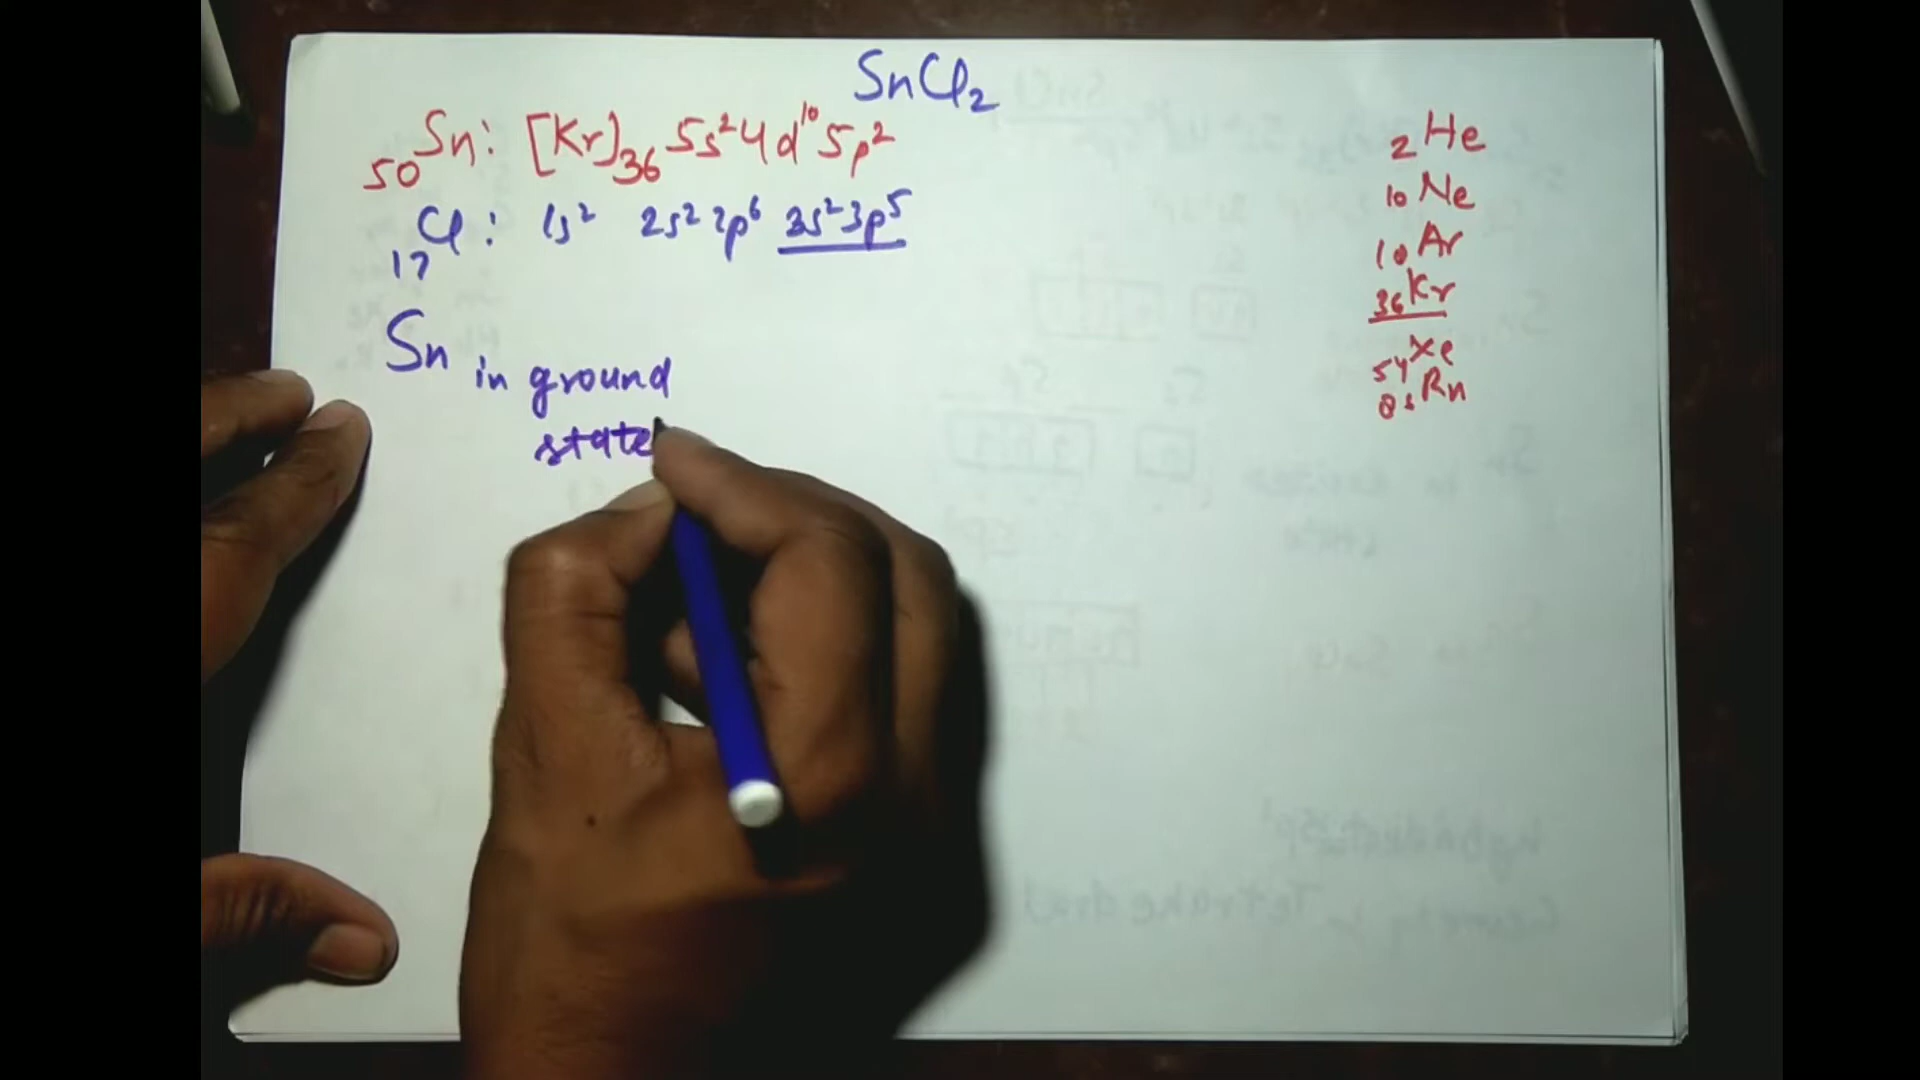 SnCl₂
₅₀Sn: [Kr]₃₆ 5s² 4d¹⁰ 5p²
₁₇Cl: 1s² 2s² 2p⁶ 3s² 3p⁵
Sn in ground
state
₂He
₁₀Ne
₁₀Ar
₃₆Kr
₅₄Xe
Rn